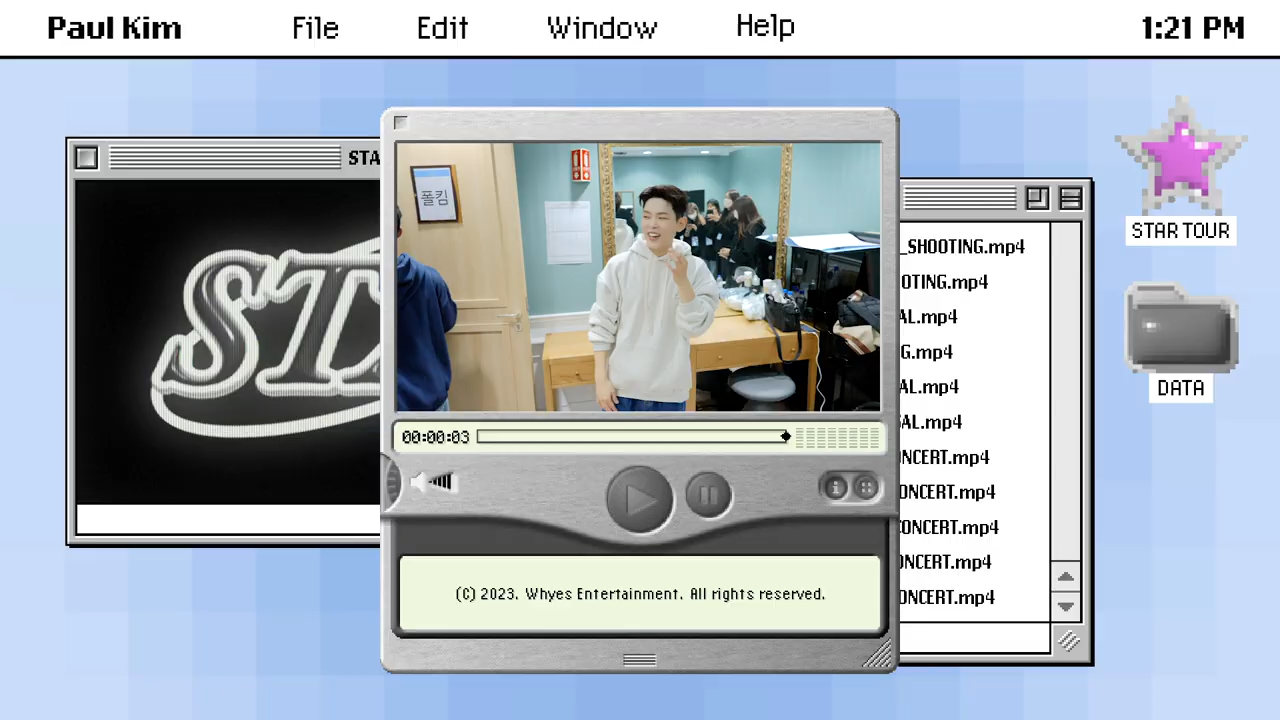 Paul Kim File Edit Window Help 1:21 PM
STA
STA
폴킴
00:00:03
(C) 2023. Whyes Entertainment. All rights reserved.
_SHOOTING.mp4
OTING.mp4
AL.mp4
G.mp4
AL.mp4
SAL.mp4
NCERT.mp4
ONCERT.mp4
CONCERT.mp4
ONCERT.mp4
ONCERT.mp4
STAR TOUR
DATA